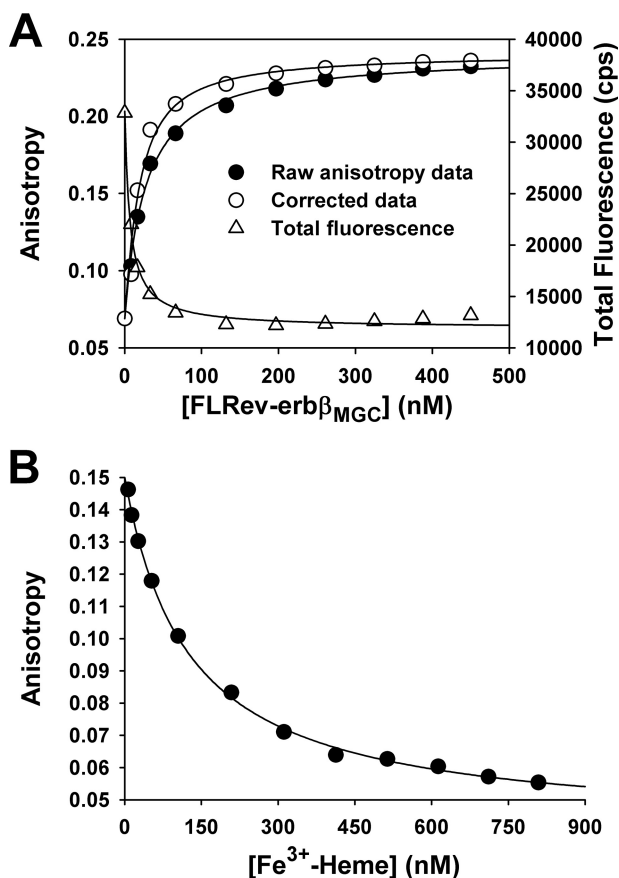 A
0.25
0.20
0.15
0.10
0.05
Anisotropy
40000
35000
30000
25000
20000
15000
10000
Total Fluorescence (cps)
Raw anisotropy data
Corrected data
Total fluorescence
0 100 200 300 400 500
[FLRev-erbβMGC] (nM)
B
0.15
0.14
0.13
0.12
0.11
0.10
0.09
0.08
0.07
0.06
0.05
Anisotropy
0 150 300 450 600 750 900
[Fe3+-Heme] (nM)